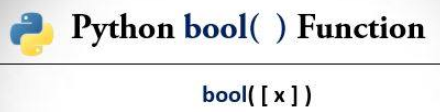 Python bool( ) Function
bool( [ x ] )